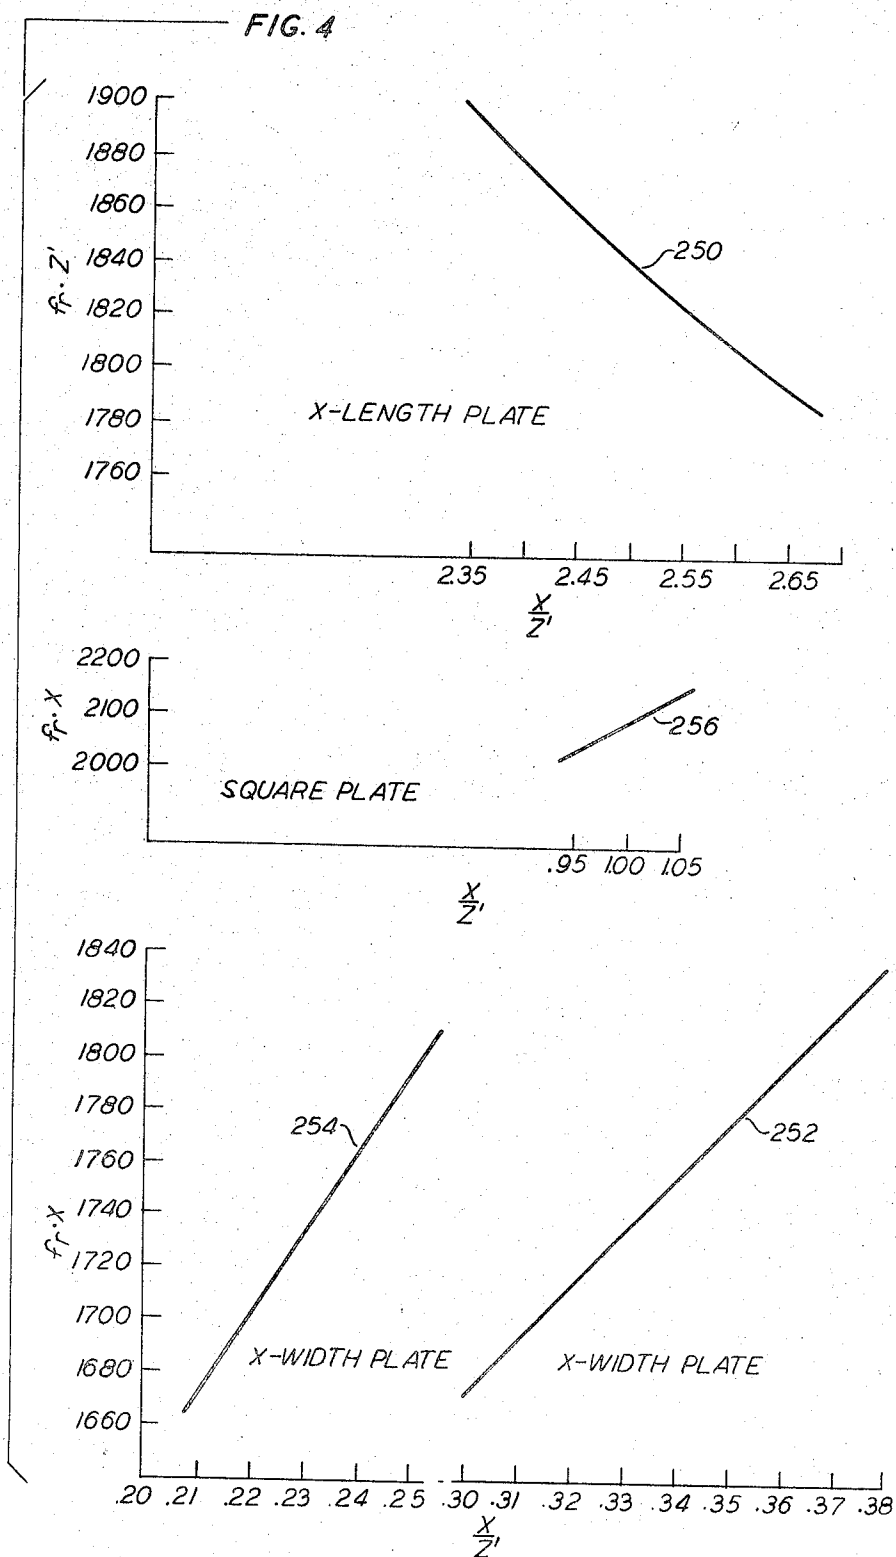 FIG. 4
1900
1880
1860
1840
1820
1800
1780
1760
fr · Z'
250
X-LENGTH PLATE
2.35 2.45 2.55 2.65
X
Z'
2200
2100
2000
fr · X
256
SQUARE PLATE
.95 1.00 1.05
X
Z'
1840
1820
1800
1780
1760
1740
1720
1700
1680
1660
fr · X
254
252
X-WIDTH PLATE X-WIDTH PLATE
.20 .21 .22 .23 .24 .25 .30 .31 .32 .33 .34 .35 .36 .37 .38
X
Z'